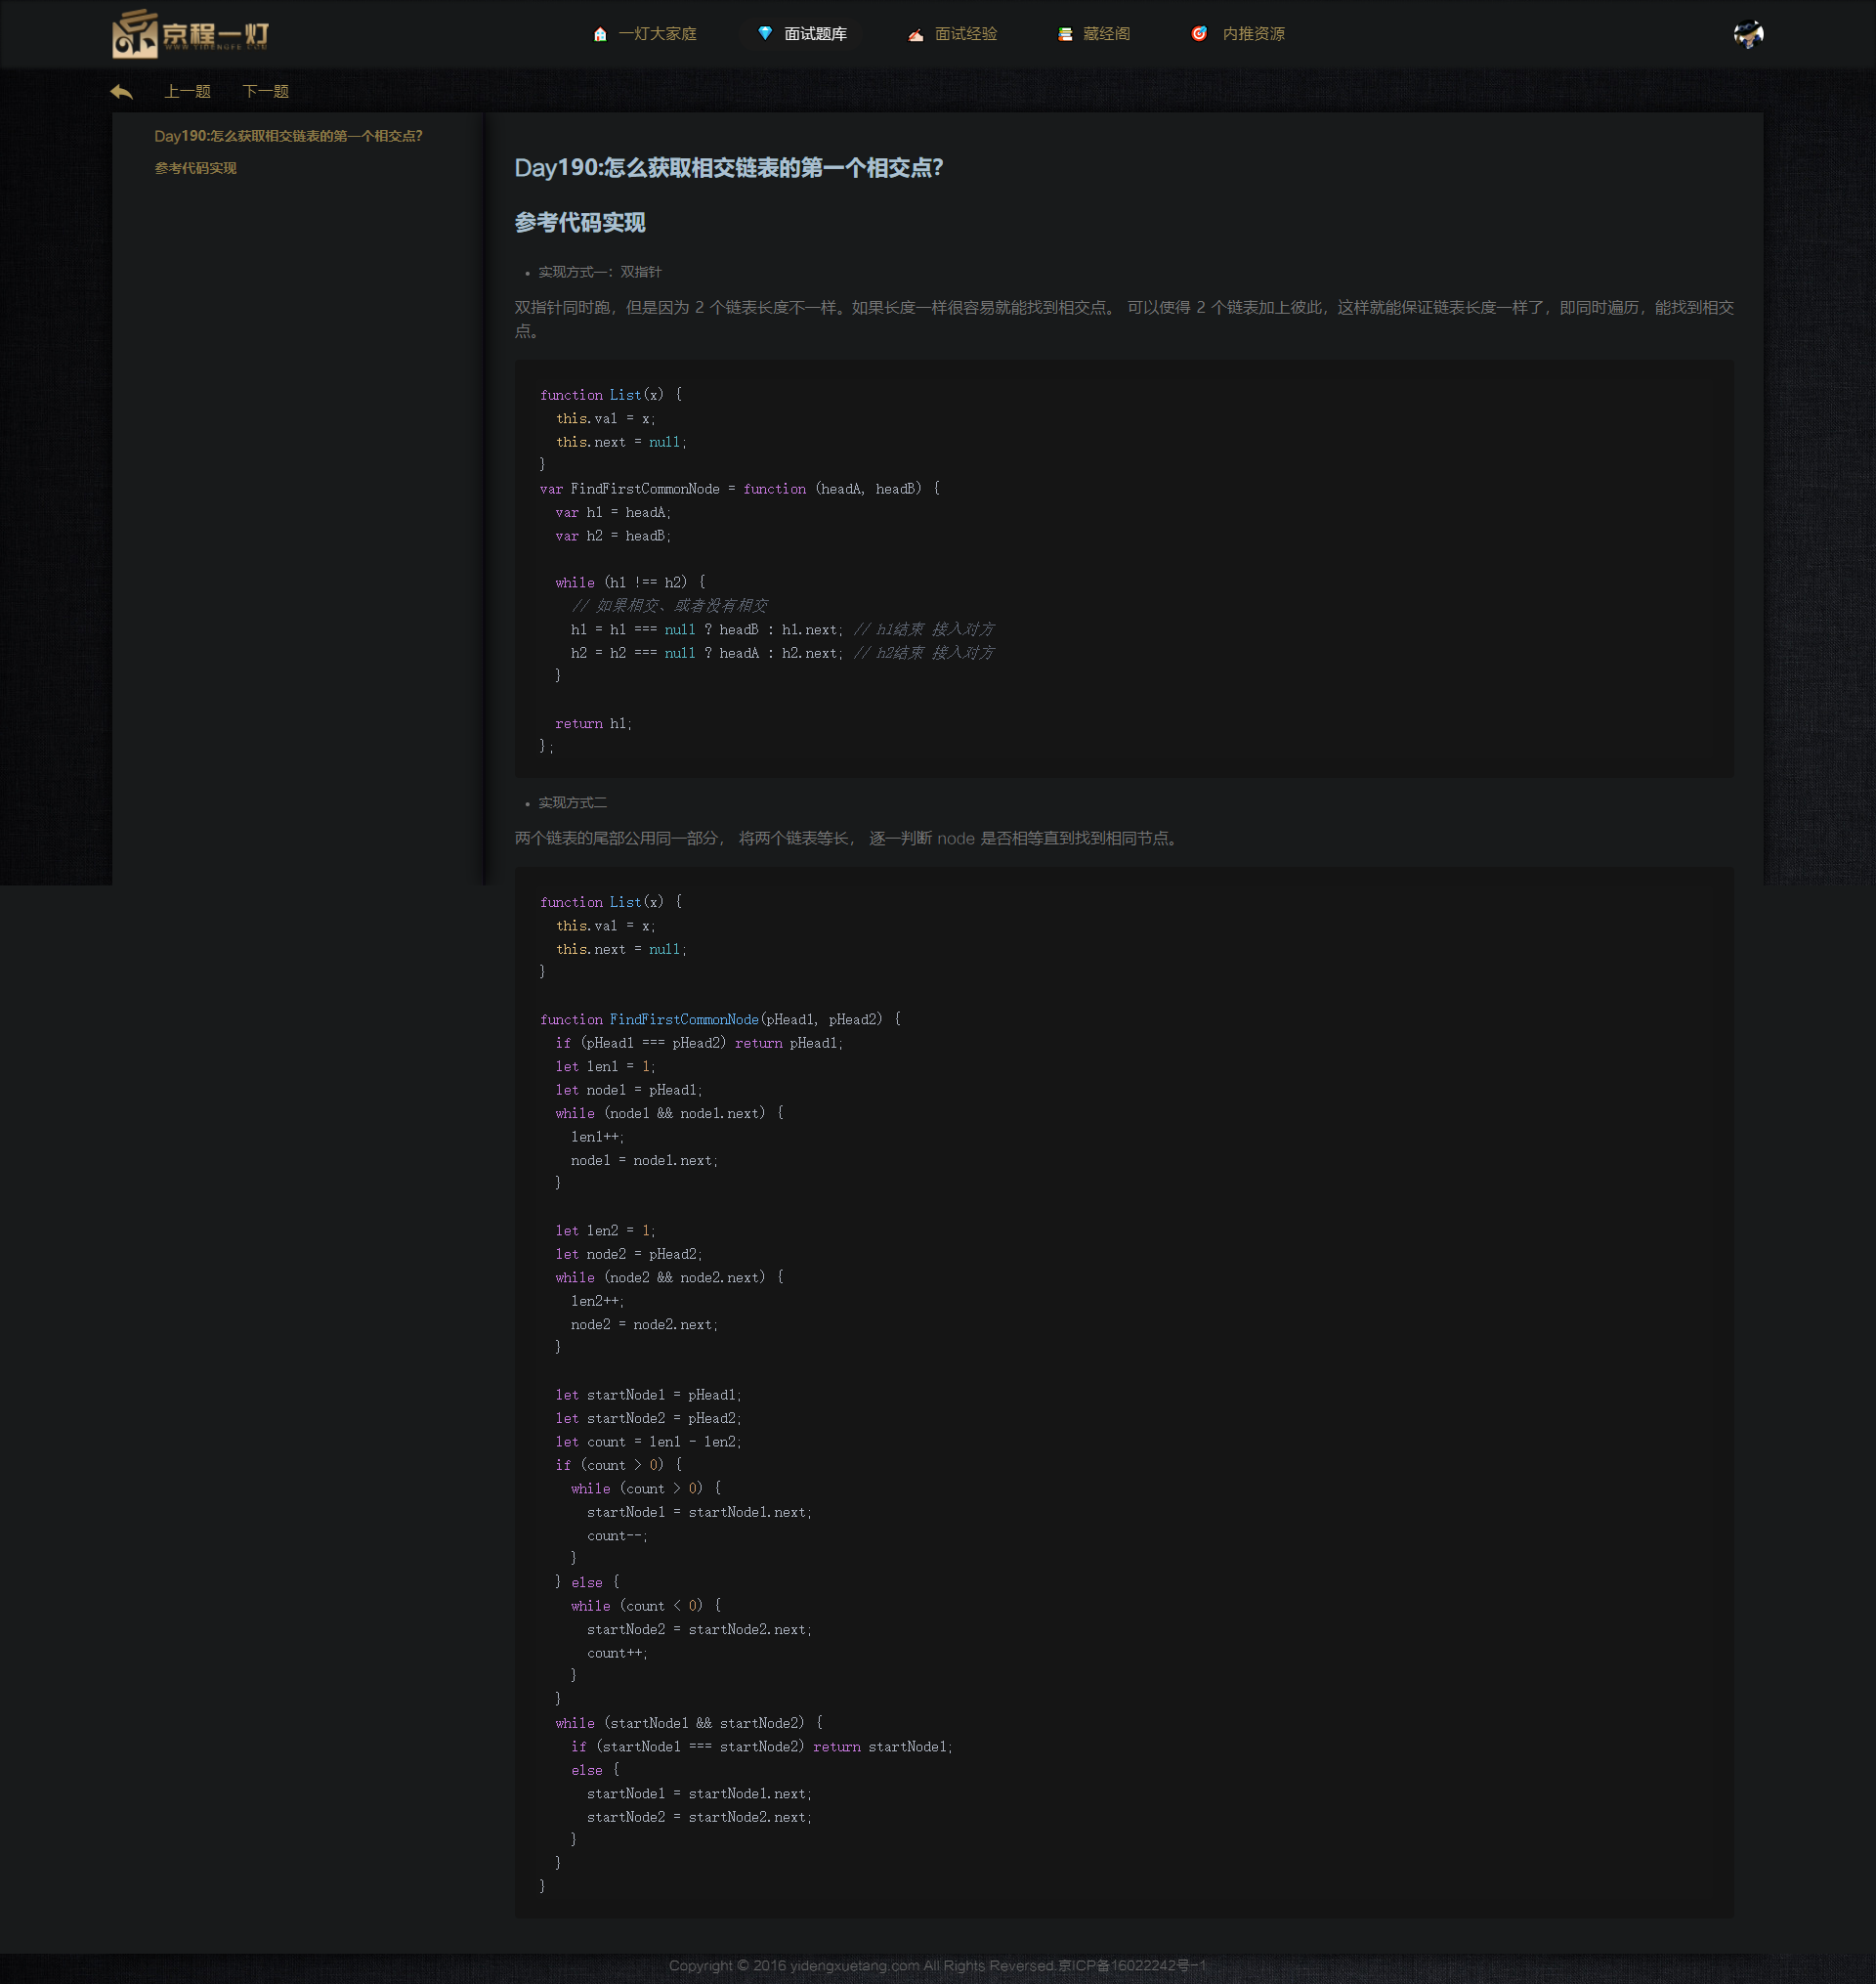 京程一灯
WWW.YIDENGFE.COM
一灯大家庭
面试题库
面试经验
藏经阁
内推资源
上一题 下一题
Day190:怎么获取相交链表的第一个相交点?
参考代码实现
Day190:怎么获取相交链表的第一个相交点?
参考代码实现
• 实现方式一：双指针
双指针同时跑，但是因为 2 个链表长度不一样。如果长度一样很容易就能找到相交点。 可以使得 2 个链表加上彼此，这样就能保证链表长度一样了，即同时遍历，能找到相交
点。
function List(x) {
  this.val = x;
  this.next = null;
}
var FindFirstCommonNode = function (headA, headB) {
  var h1 = headA;
  var h2 = headB;

  while (h1 !== h2) {
    // 如果相交、或者没有相交
    h1 = h1 === null ? headB : h1.next; // h1结束 接入对方
    h2 = h2 === null ? headA : h2.next; // h2结束 接入对方
  }

  return h1;
};
• 实现方式二
两个链表的尾部公用同一部分， 将两个链表等长， 逐一判断 node 是否相等直到找到相同节点。
function List(x) {
  this.val = x;
  this.next = null;
}

function FindFirstCommonNode(pHead1, pHead2) {
  if (pHead1 === pHead2) return pHead1;
  let len1 = 1;
  let node1 = pHead1;
  while (node1 && node1.next) {
    len1++;
    node1 = node1.next;
  }

  let len2 = 1;
  let node2 = pHead2;
  while (node2 && node2.next) {
    len2++;
    node2 = node2.next;
  }

  let startNode1 = pHead1;
  let startNode2 = pHead2;
  let count = len1 - len2;
  if (count > 0) {
    while (count > 0) {
      startNode1 = startNode1.next;
      count--;
    }
  } else {
    while (count < 0) {
      startNode2 = startNode2.next;
      count++;
    }
  }
  while (startNode1 && startNode2) {
    if (startNode1 === startNode2) return startNode1;
    else {
      startNode1 = startNode1.next;
      startNode2 = startNode2.next;
    }
  }
}
Copyright © 2016 yidengxuetang.com All Rights Reversed.京ICP备16022242号-1